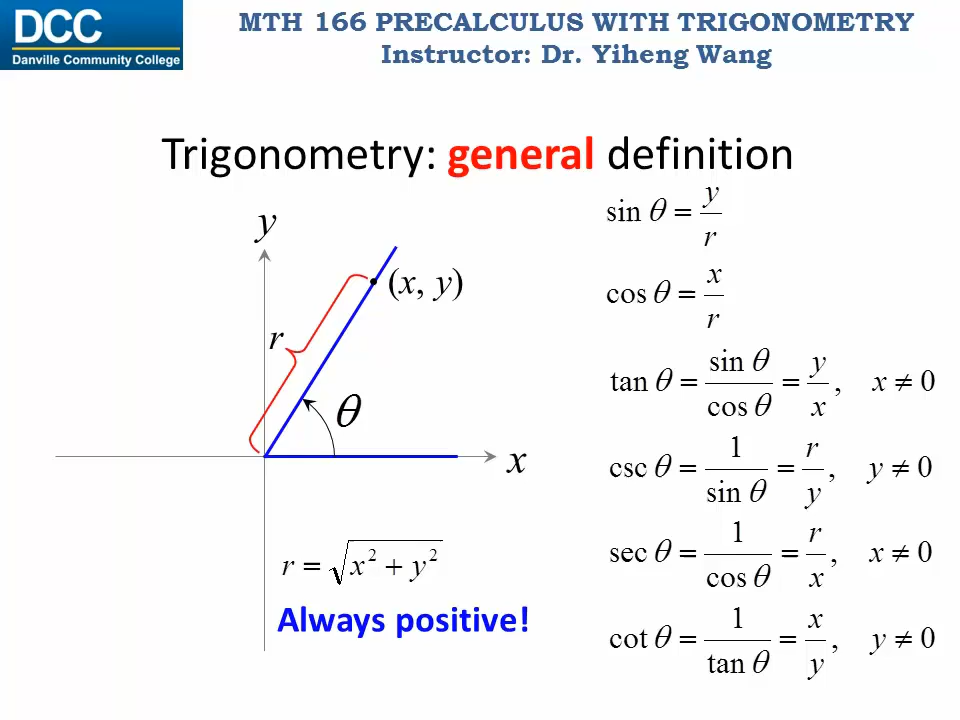 DCC
Danville Community College
MTH 166 PRECALCULUS WITH TRIGONOMETRY
Instructor: Dr. Yiheng Wang
Trigonometry: general definition
y
(x, y)
r
θ
x
r = √(x² + y²)
Always positive!
sin θ = y/r
cos θ = x/r
tan θ = sin θ/cos θ = y/x, x ≠ 0
csc θ = 1/sin θ = r/y, y ≠ 0
sec θ = 1/cos θ = r/x, x ≠ 0
cot θ = 1/tan θ = x/y, y ≠ 0